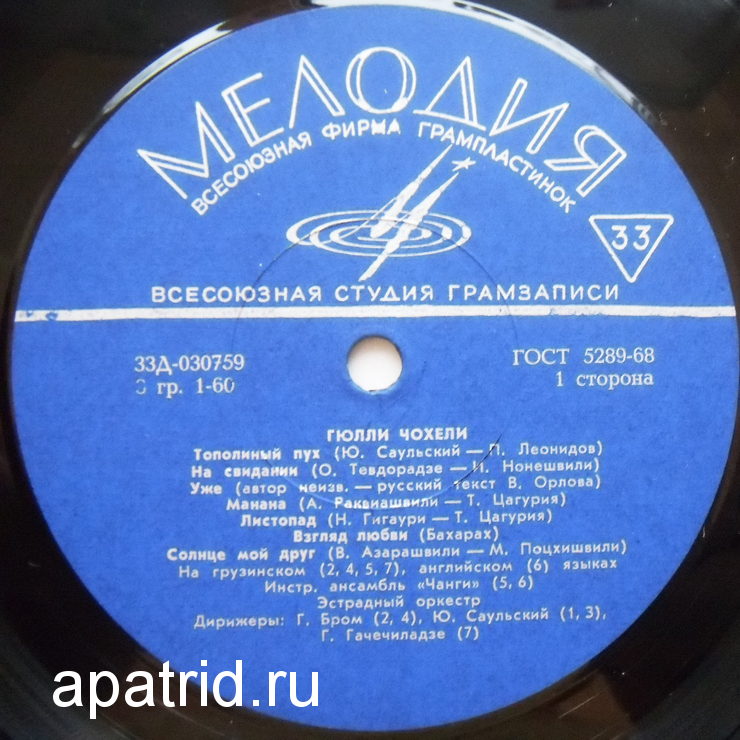 МЕЛОДИЯ
ВСЕСОЮЗНАЯ ФИРМА ГРАМПЛАСТИНОК
33
ВСЕСОЮЗНАЯ СТУДИЯ ГРАМЗАПИСИ
33Д-030759
ГОСТ 5289-68
гр. 1-60
1 сторона
ГЮЛЛИ ЧОХЕЛИ
Тополиный пух (Ю. Саульский — Л. Леонидов)
На свидании (О. Тевдорадзе — И. Нонешвили)
Уже (автор неизв. — русский текст В. Орлова)
Манана (А. Раквиашвили — Т. Цагурия)
Листопад (Н. Гигаури — Т. Цагурия)
Взгляд любви (Бахарах)
Солнце мой друг (В. Азарашвили — М. Поцхишвили)
На грузинском (2, 4, 5, 7), английском (6) языках
Инстр. ансамбль «Чанги» (5, 6)
Эстрадный оркестр
Дирижеры: Г. Бром (2, 4), Ю. Саульский (1, 3),
Г. Гачечиладзе (7)
apatrid.ru